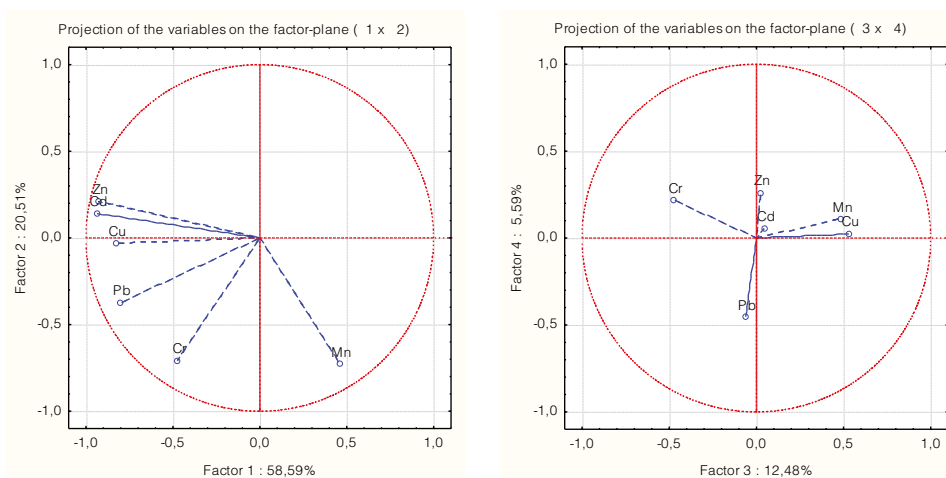 Projection of the variables on the factor-plane ( 1 x 2)
1,0
0,5
0,0
-0,5
-1,0
Factor 2 : 20,51%
Zn
Cd
Cu
Pb
Cr
Mn
-1,0 -0,5 0,0 0,5 1,0
Factor 1 : 58,59%
Projection of the variables on the factor-plane ( 3 x 4)
1,0
0,5
0,0
-0,5
-1,0
Factor 4 : 5,59%
Cr
Zn
Cd
Mn
Cu
Pb
-1,0 -0,5 0,0 0,5 1,0
Factor 3 : 12,48%